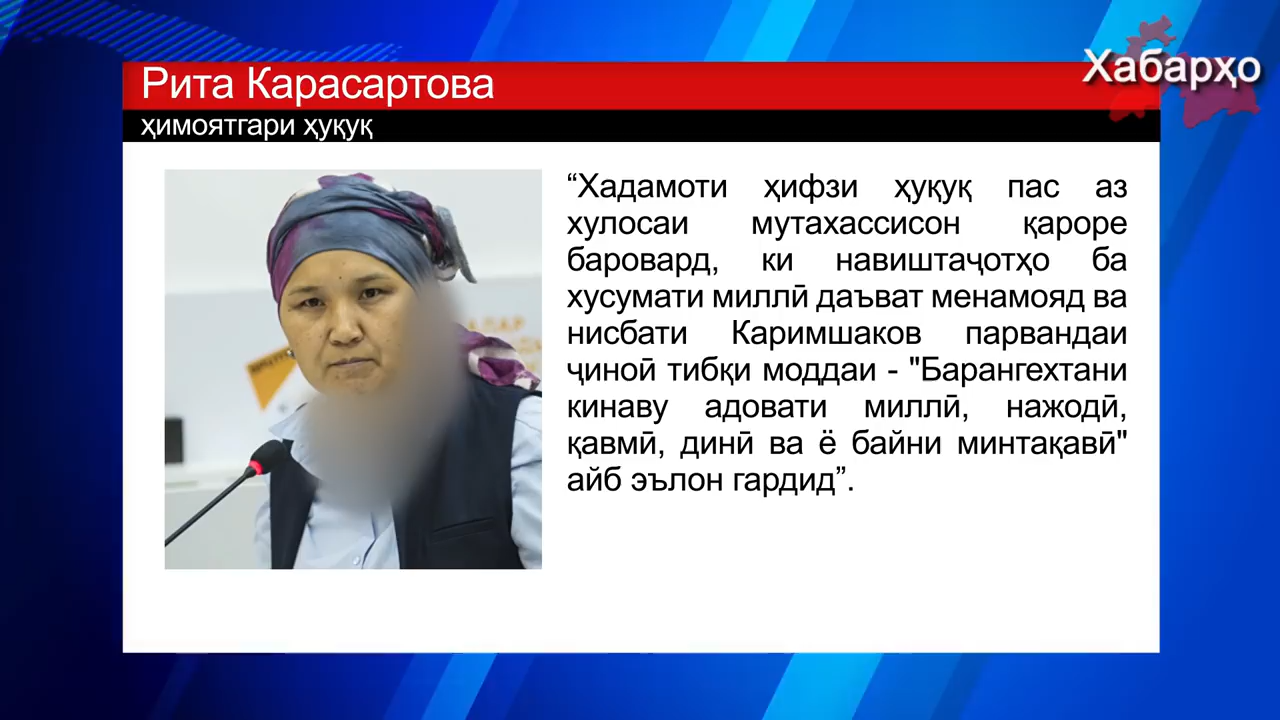 Рита Карасартова
Хабарҳо
ҳимоятгари ҳуқуқ
“Хадамоти ҳифзи ҳуқуқ пас аз
хулосаи мутахассисон қароре
баровард, ки навиштаҷотҳо ба
хусумати миллӣ даъват менамояд ва
нисбати Каримшаков парвандаи
ҷиноӣ тибқи моддаи - "Барангехтани
кинаву адовати миллӣ, нажодӣ,
қавмӣ, динӣ ва ё байни минтақавӣ"
айб эълон гардид”.